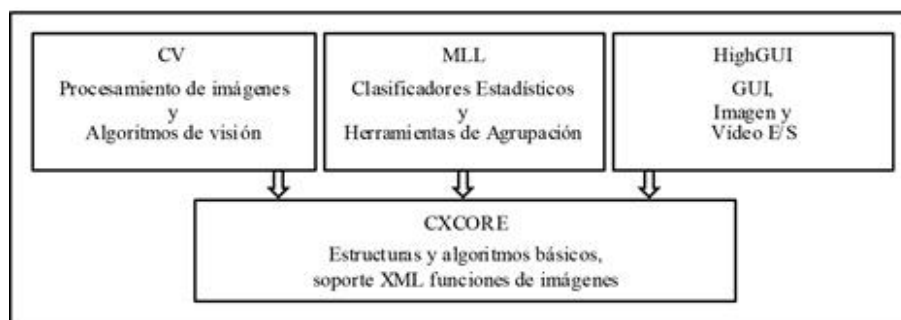 CV
Procesamiento de imágenes
y
Algoritmos de visión
MLL
Clasificadores Estadísticos
y
Herramientas de Agrupación
HighGUI
GUI,
Imagen y
Vídeo E/S
CXCORE
Estructuras y algoritmos básicos,
soporte XML funciones de imágenes